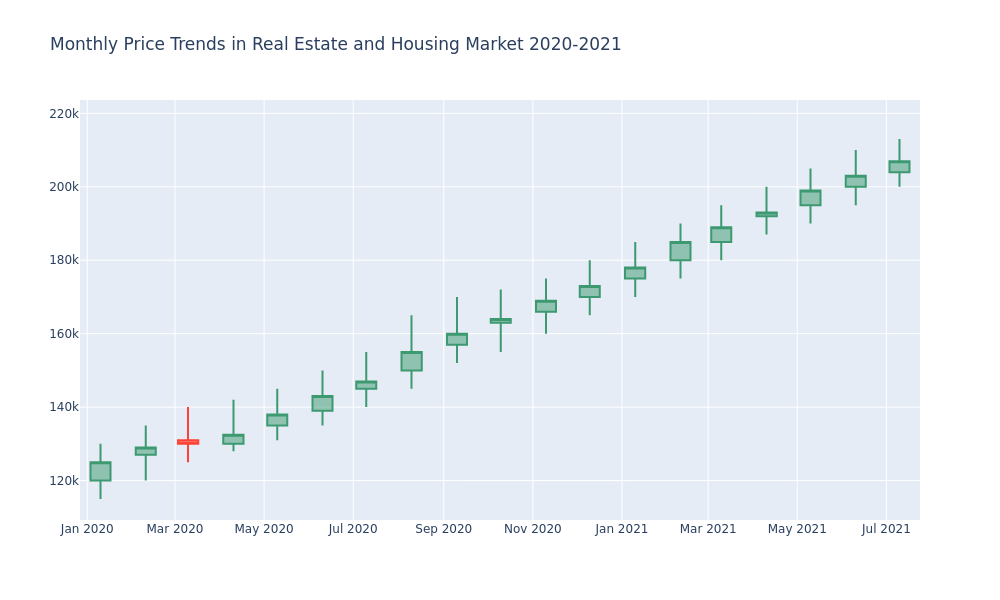 Monthly Price Trends in Real Estate and Housing Market 2020-2021
220k
200k
180k
160k
140k
120k
Jan 2020 Mar 2020 May 2020 Jul 2020 Sep 2020 Nov 2020 Jan 2021 Mar 2021 May 2021 Jul 2021